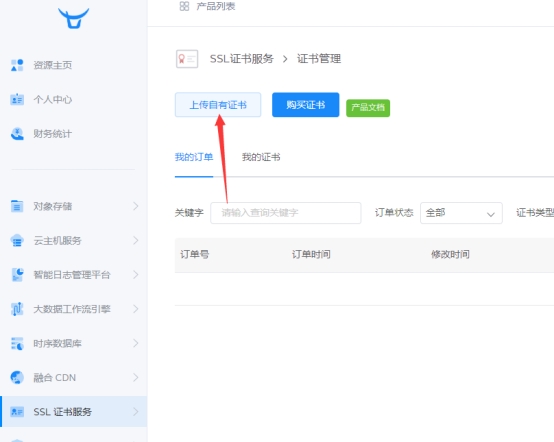 产品列表
资源主页
个人中心
财务统计
对象存储
云主机服务
智能日志管理平台
大数据工作流引擎
时序数据库
融合 CDN
SSL 证书服务
SSL证书服务 > 证书管理
上传自有证书 购买证书 产品文档
我的订单 我的证书
关键字 请输入查询关键字 订单状态 全部 证书类型
订单号 订单时间 修改时间